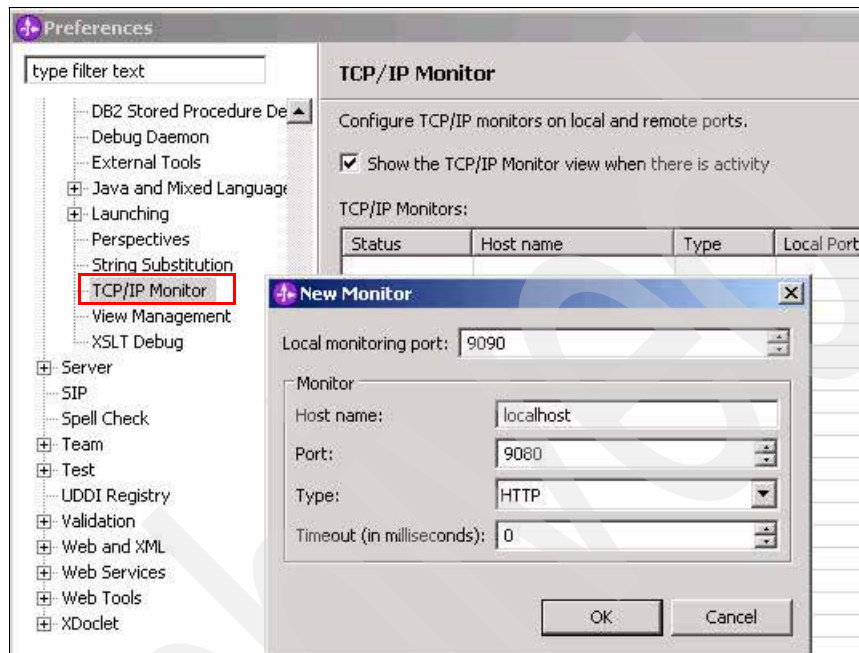 Preferences
type filter text
DB2 Stored Procedure De
Debug Daemon
External Tools
Java and Mixed Language
Launching
Perspectives
String Substitution
TCP/IP Monitor
View Management
XSLT Debug
Server
SIP
Spell Check
Team
Test
UDDI Registry
Validation
Web and XML
Web Services
Web Tools
XDoclet
TCP/IP Monitor
Configure TCP/IP monitors on local and remote ports.
Show the TCP/IP Monitor view when there is activity
TCP/IP Monitors:
Status Host name Type Local Port
New Monitor
Local monitoring port: 9090
Monitor
Host name: localhost
Port: 9080
Type: HTTP
Timeout (in milliseconds): 0
OK Cancel